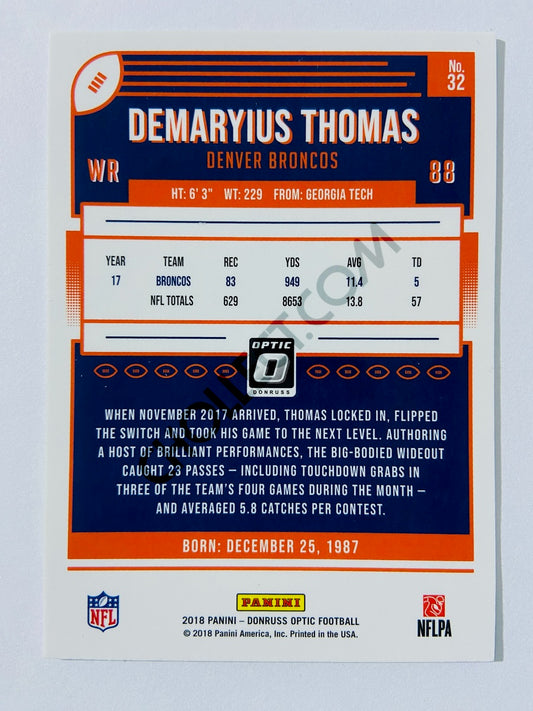 No.
32
DEMARYIUS THOMAS
DENVER BRONCOS
WR
88
HT: 6' 3" WT: 229 FROM: GEORGIA TECH
YEAR TEAM REC YDS AVG TD
17 BRONCOS 83 949 11.4 5
NFL TOTALS 629 8653 13.8 57
OPTIC
DONRUSS
WHEN NOVEMBER 2017 ARRIVED, THOMAS LOCKED IN, FLIPPED
THE SWITCH AND TOOK HIS GAME TO THE NEXT LEVEL. AUTHORING
A HOST OF BRILLIANT PERFORMANCES, THE BIG-BODIED WIDEOUT
CAUGHT 23 PASSES – INCLUDING TOUCHDOWN GRABS IN
THREE OF THE TEAM'S FOUR GAMES DURING THE MONTH –
AND AVERAGED 5.8 CATCHES PER CONTEST.
BORN: DECEMBER 25, 1987
NFL
PANINI
2018 PANINI – DONRUSS OPTIC FOOTBALL
© 2018 Panini America, Inc. Printed in the USA.
NFLPA